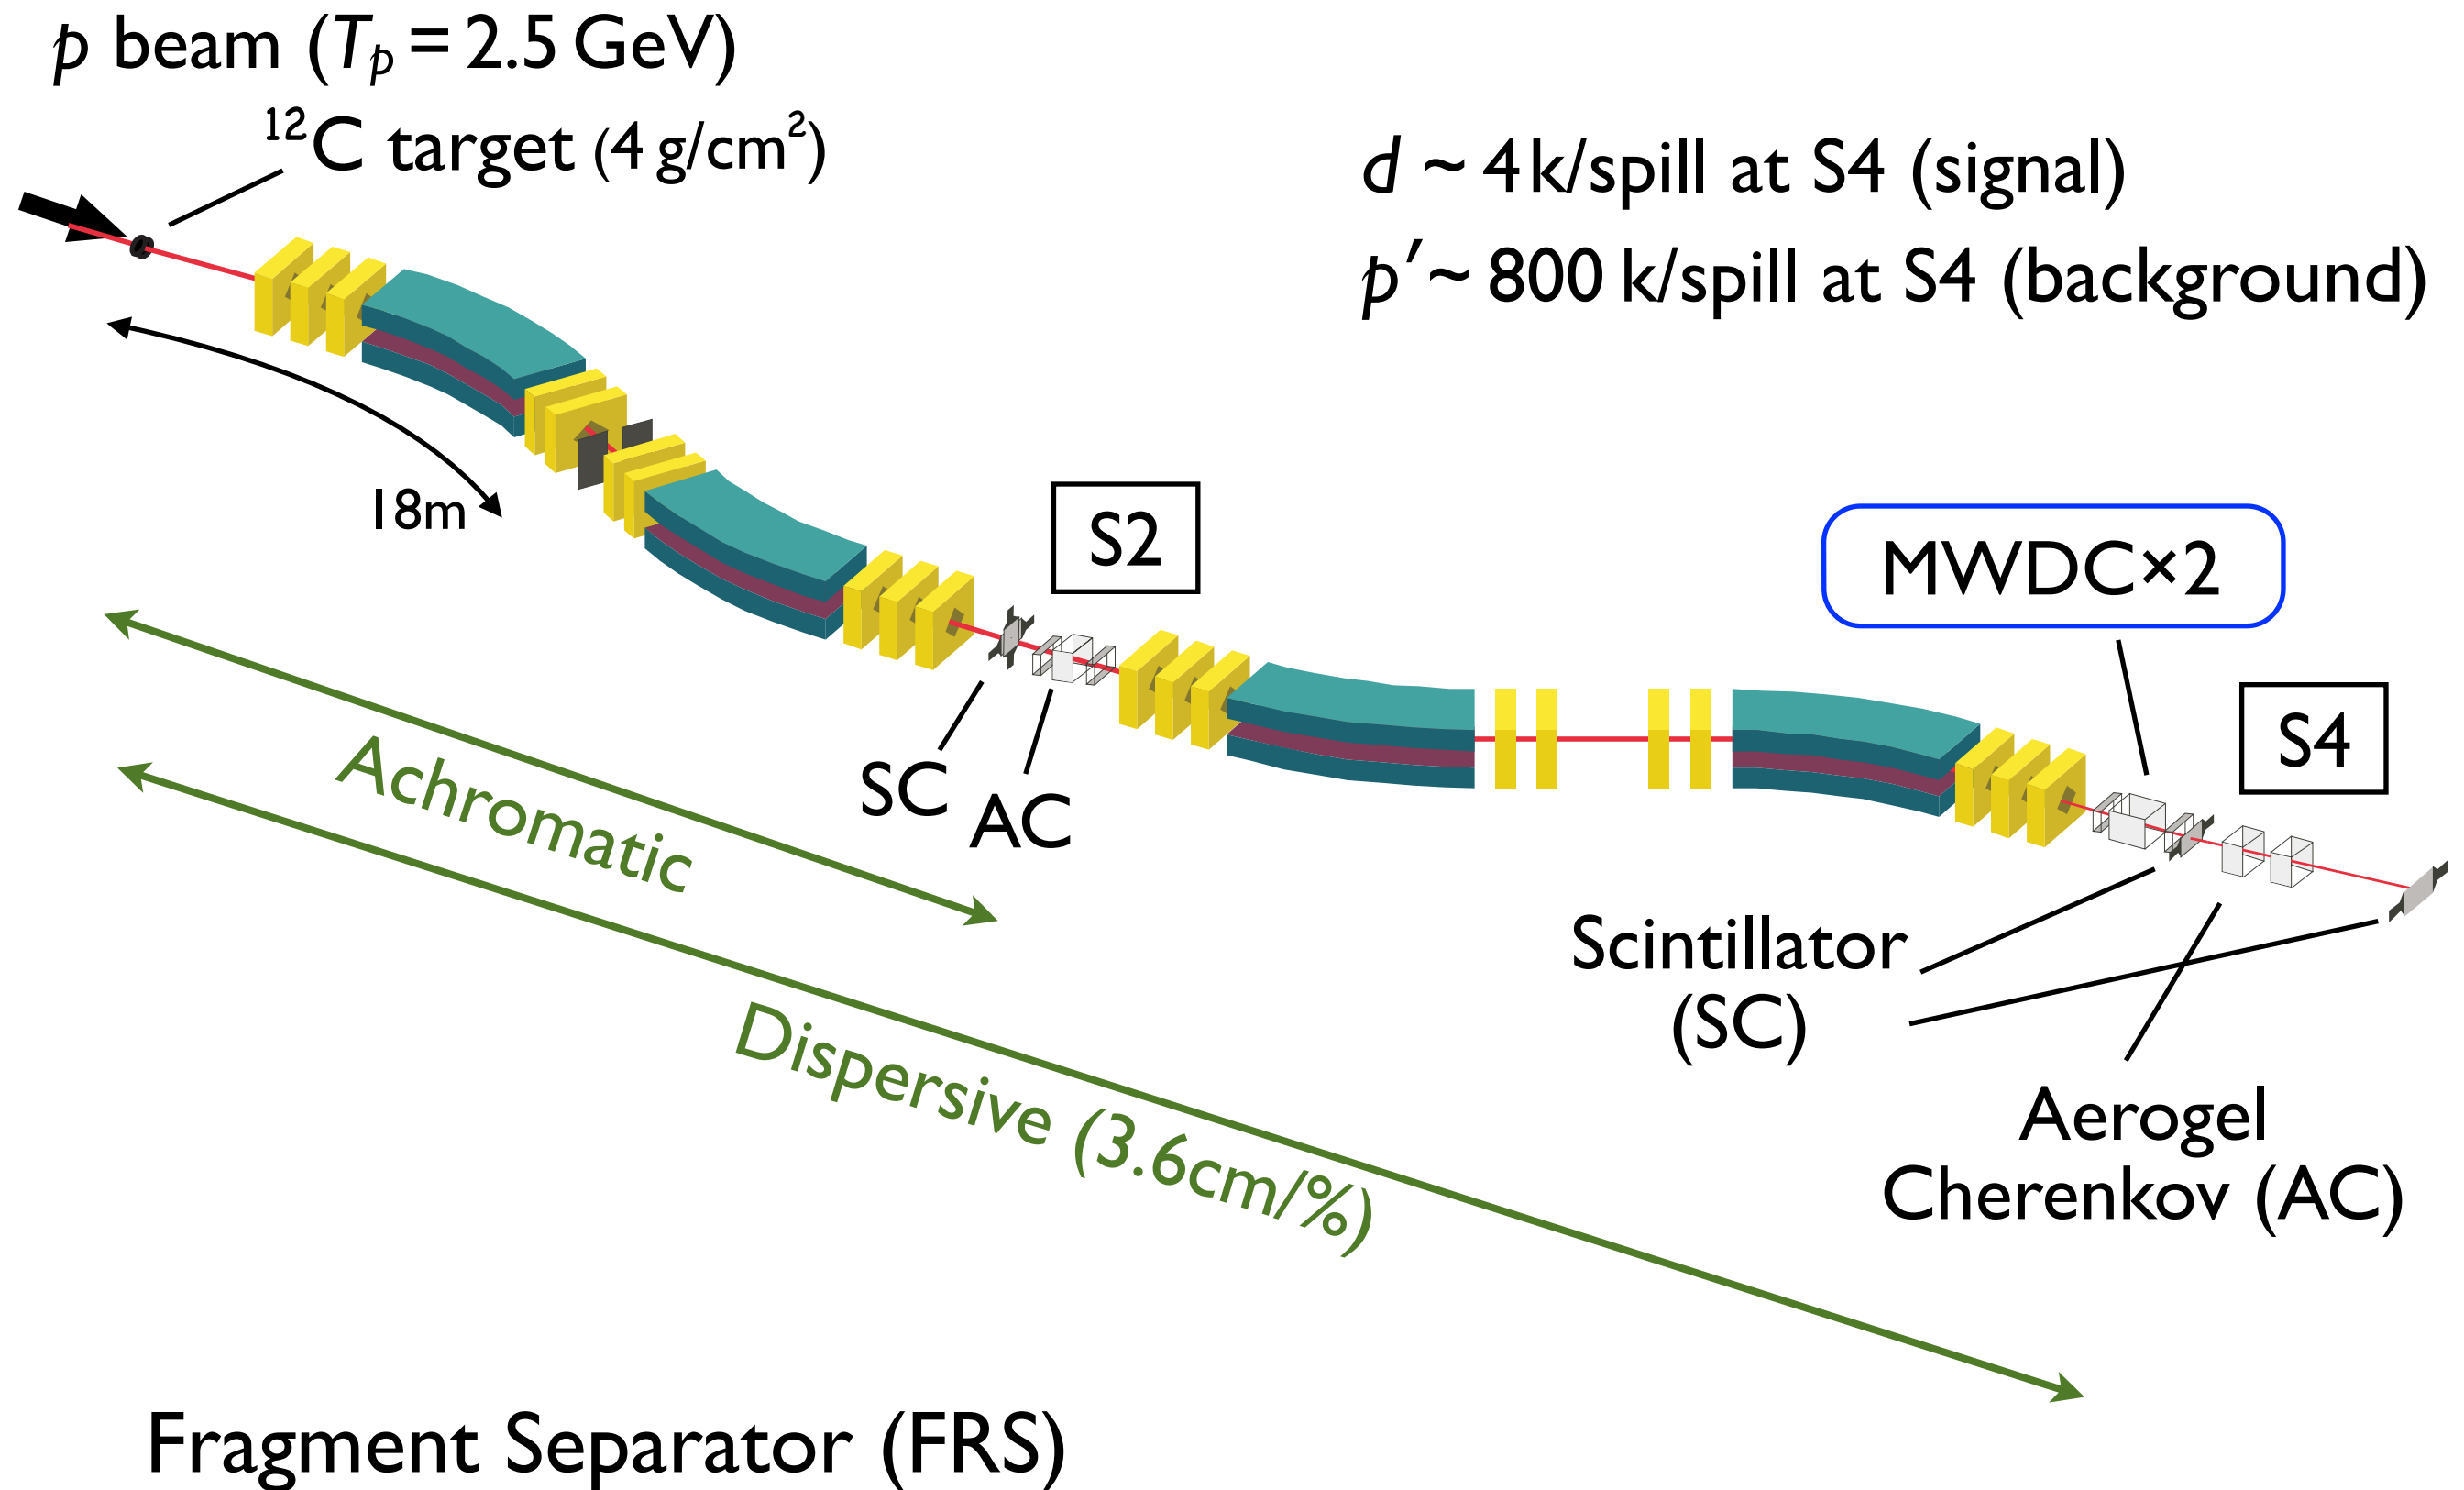 p beam (Tp = 2.5 GeV)
¹²C target (4 g/cm²)
d ~ 4 k/spill at S4 (signal)
p′ ~ 800 k/spill at S4 (background)
18m
S2
MWDC×2
S4
SC
AC
Achromatic
Scintillator
(SC)
Dispersive (3.6cm/%)
Aerogel
Cherenkov (AC)
Fragment Separator (FRS)